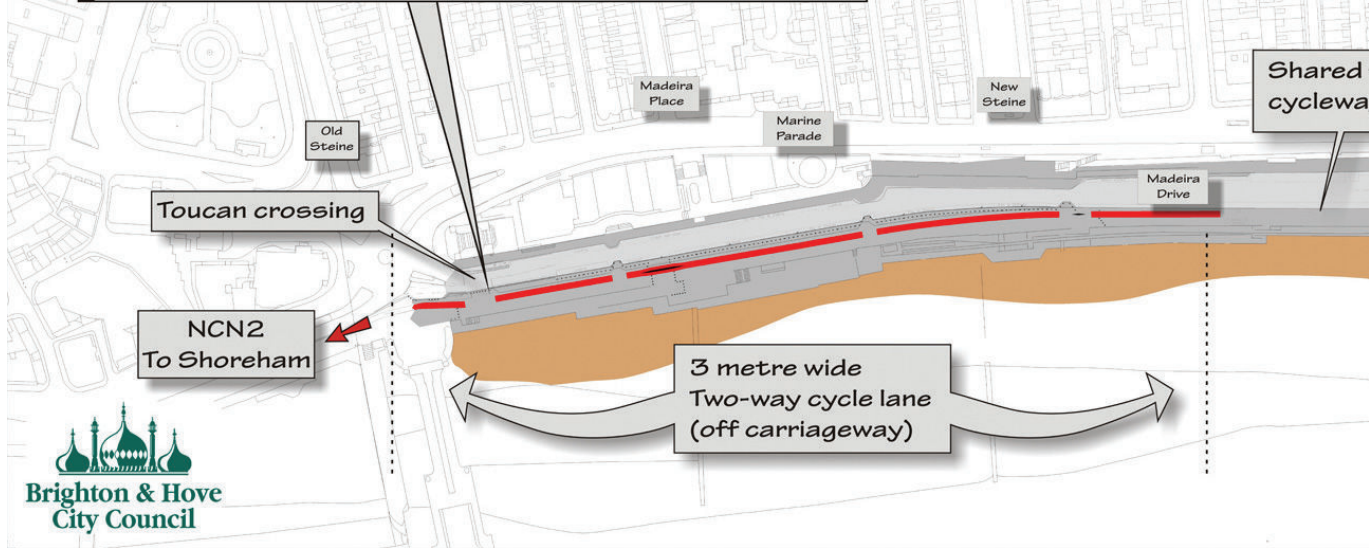 Madeira
Place
New
Steine
Shared
Marine
Parade
Old
Steine
Madeira
Drive
Toucan crossing
NCN2
To Shoreham
3 metre wide
Two-way cycle lane
(off carriageway)
Brighton & Hove
City Council